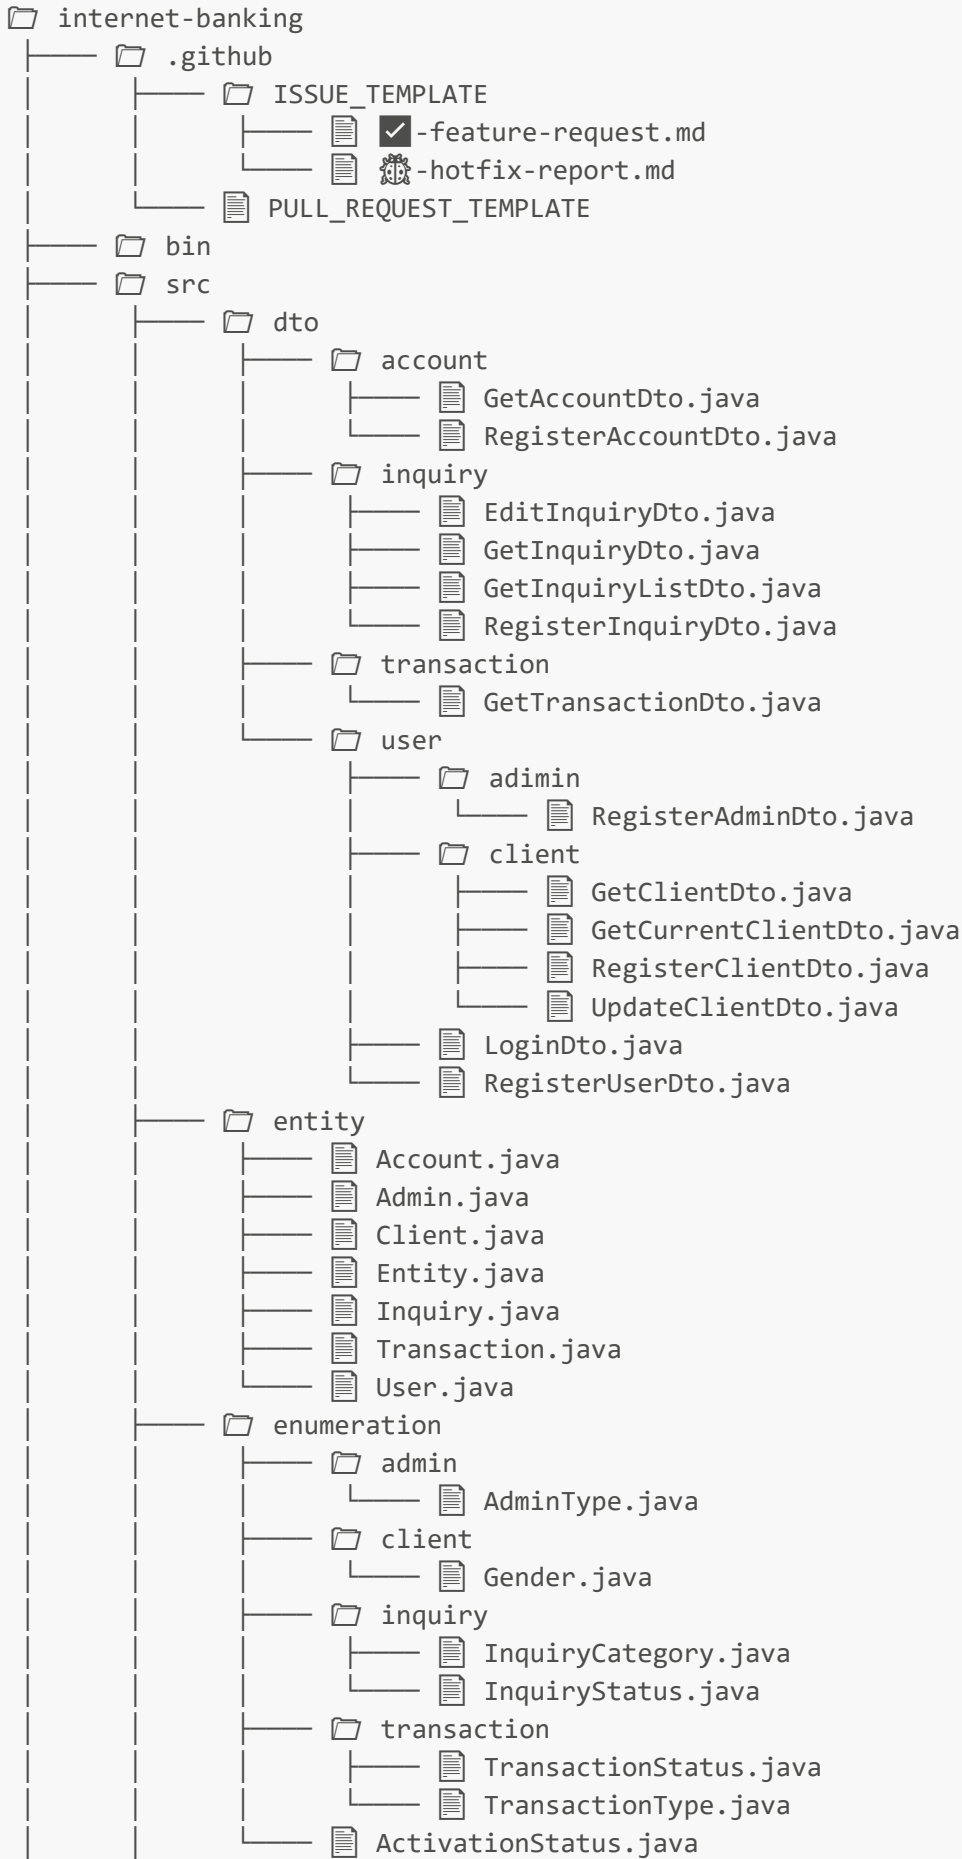 internet-banking
.github
ISSUE_TEMPLATE
✅-feature-request.md
🐞-hotfix-report.md
PULL_REQUEST_TEMPLATE
bin
src
dto
account
GetAccountDto.java
RegisterAccountDto.java
inquiry
EditInquiryDto.java
GetInquiryDto.java
GetInquiryListDto.java
RegisterInquiryDto.java
transaction
GetTransactionDto.java
user
adimin
RegisterAdminDto.java
client
GetClientDto.java
GetCurrentClientDto.java
RegisterClientDto.java
UpdateClientDto.java
LoginDto.java
RegisterUserDto.java
entity
Account.java
Admin.java
Client.java
Entity.java
Inquiry.java
Transaction.java
User.java
enumeration
admin
AdminType.java
client
Gender.java
inquiry
InquiryCategory.java
InquiryStatus.java
transaction
TransactionStatus.java
TransactionType.java
ActivationStatus.java